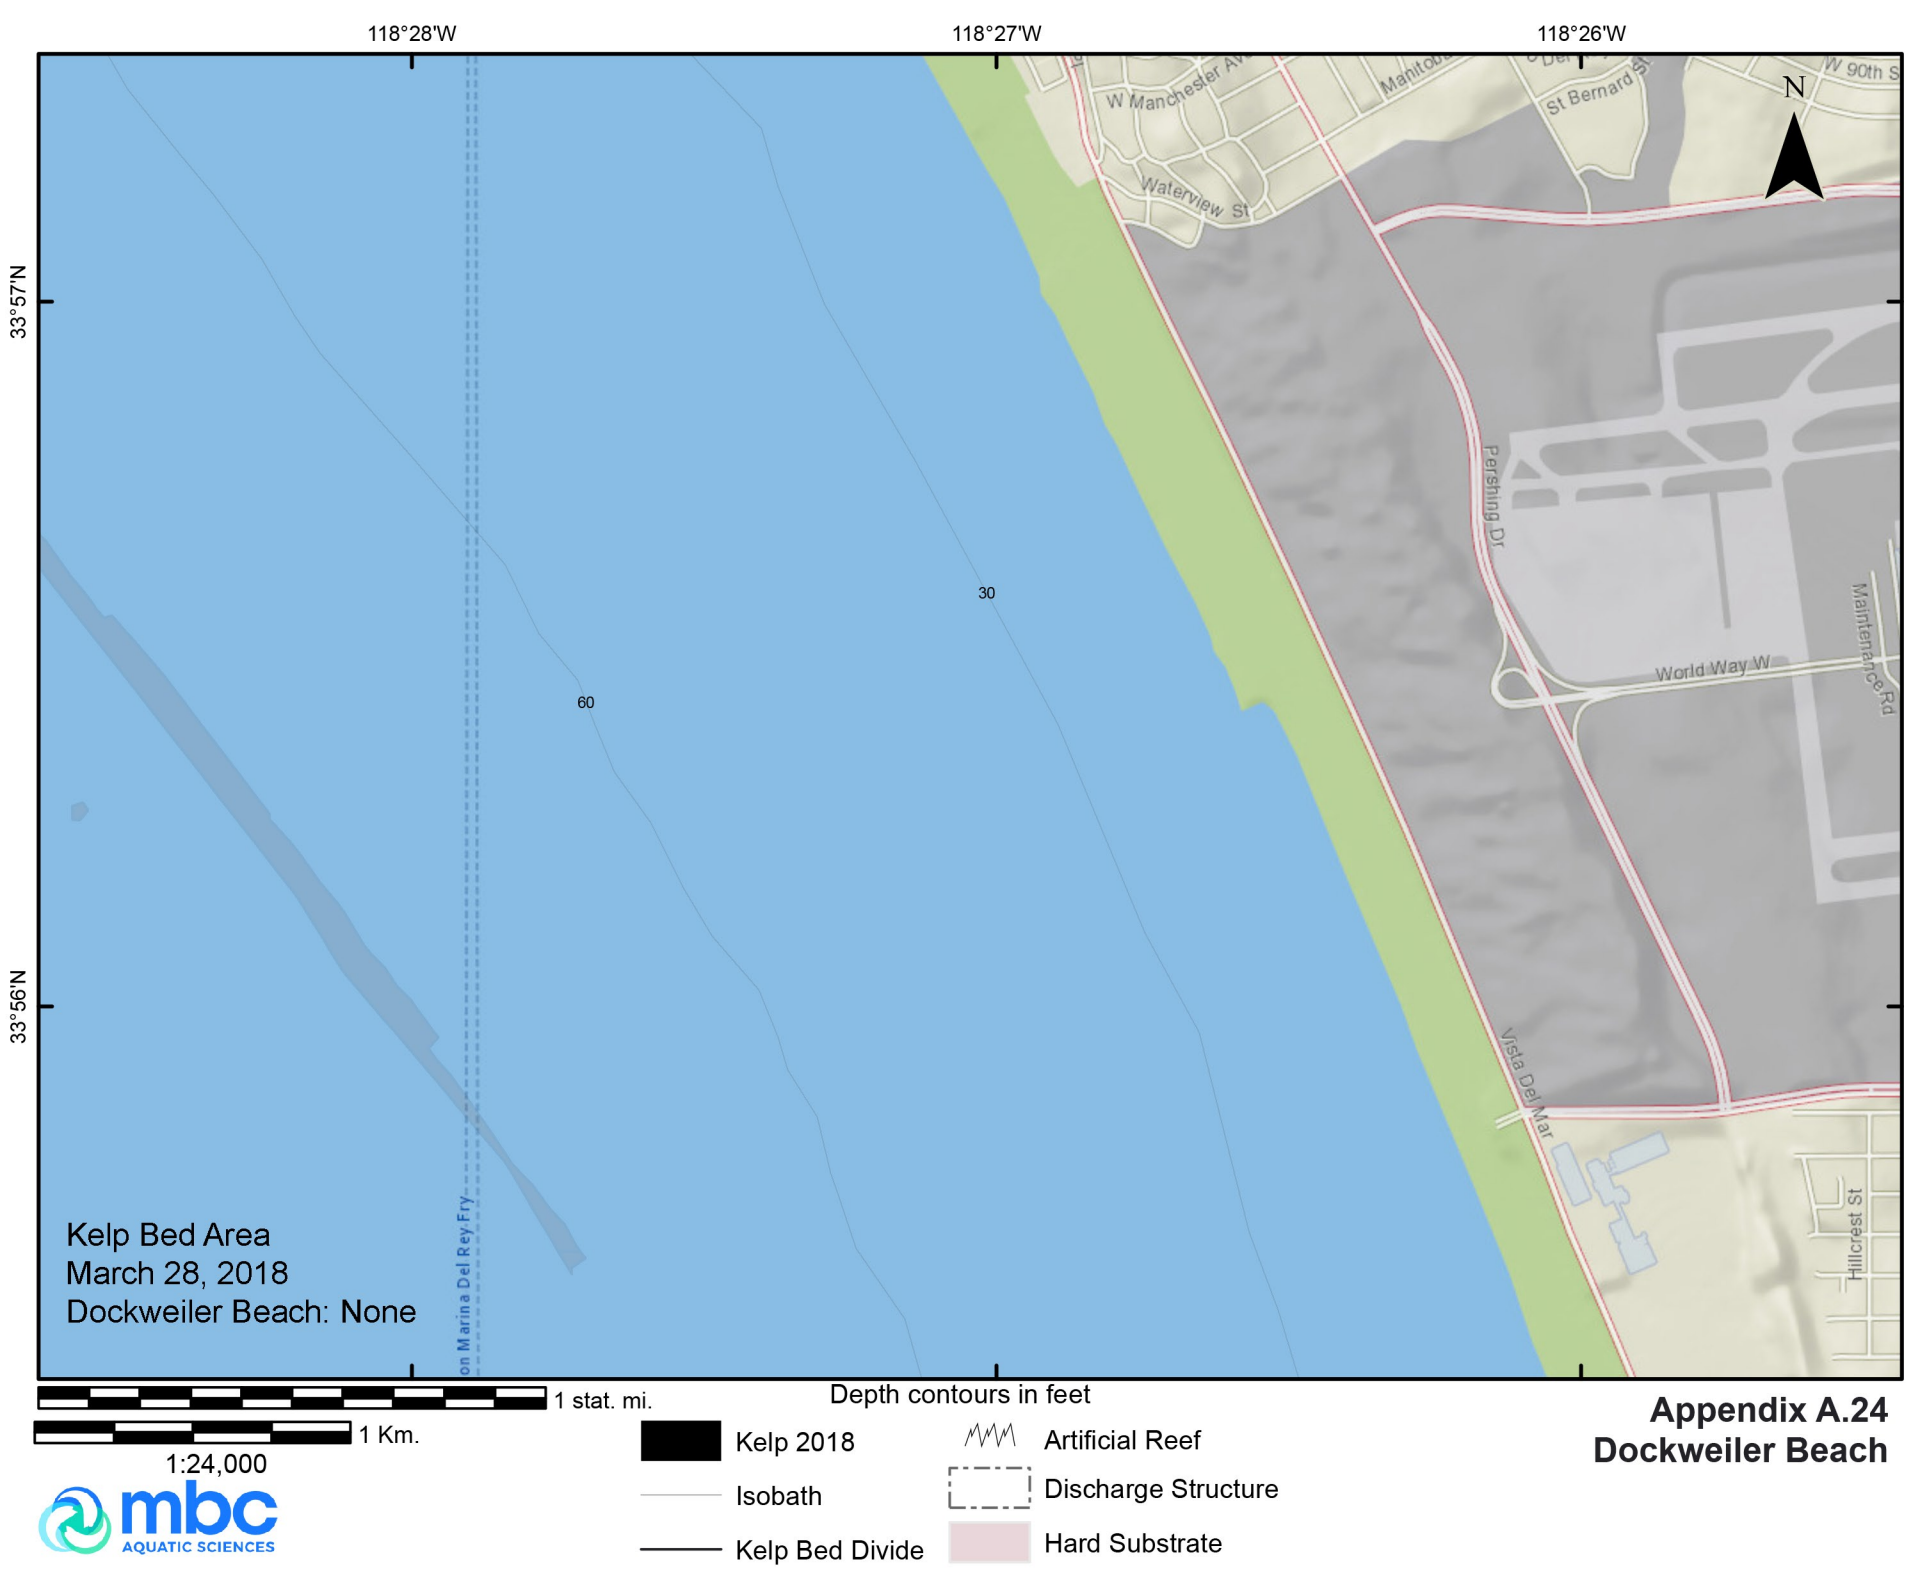 118°28'W
118°27'W
118°26'W
33°57'N
33°56'N
W Manchester Av
Manitoba
St Bernard St
W 90th S
N
Waterview St
Pershing Dr
World Way W
Maintenance Rd
30
60
Vista Del Mar
Hillcrest St
on Marina Del Rey Fry
Kelp Bed Area
March 28, 2018
Dockweiler Beach: None
1 stat. mi.
1 Km.
1:24,000
mbc
AQUATIC SCIENCES
Depth contours in feet
Kelp 2018
Isobath
Kelp Bed Divide
Artificial Reef
Discharge Structure
Hard Substrate
Appendix A.24
Dockweiler Beach